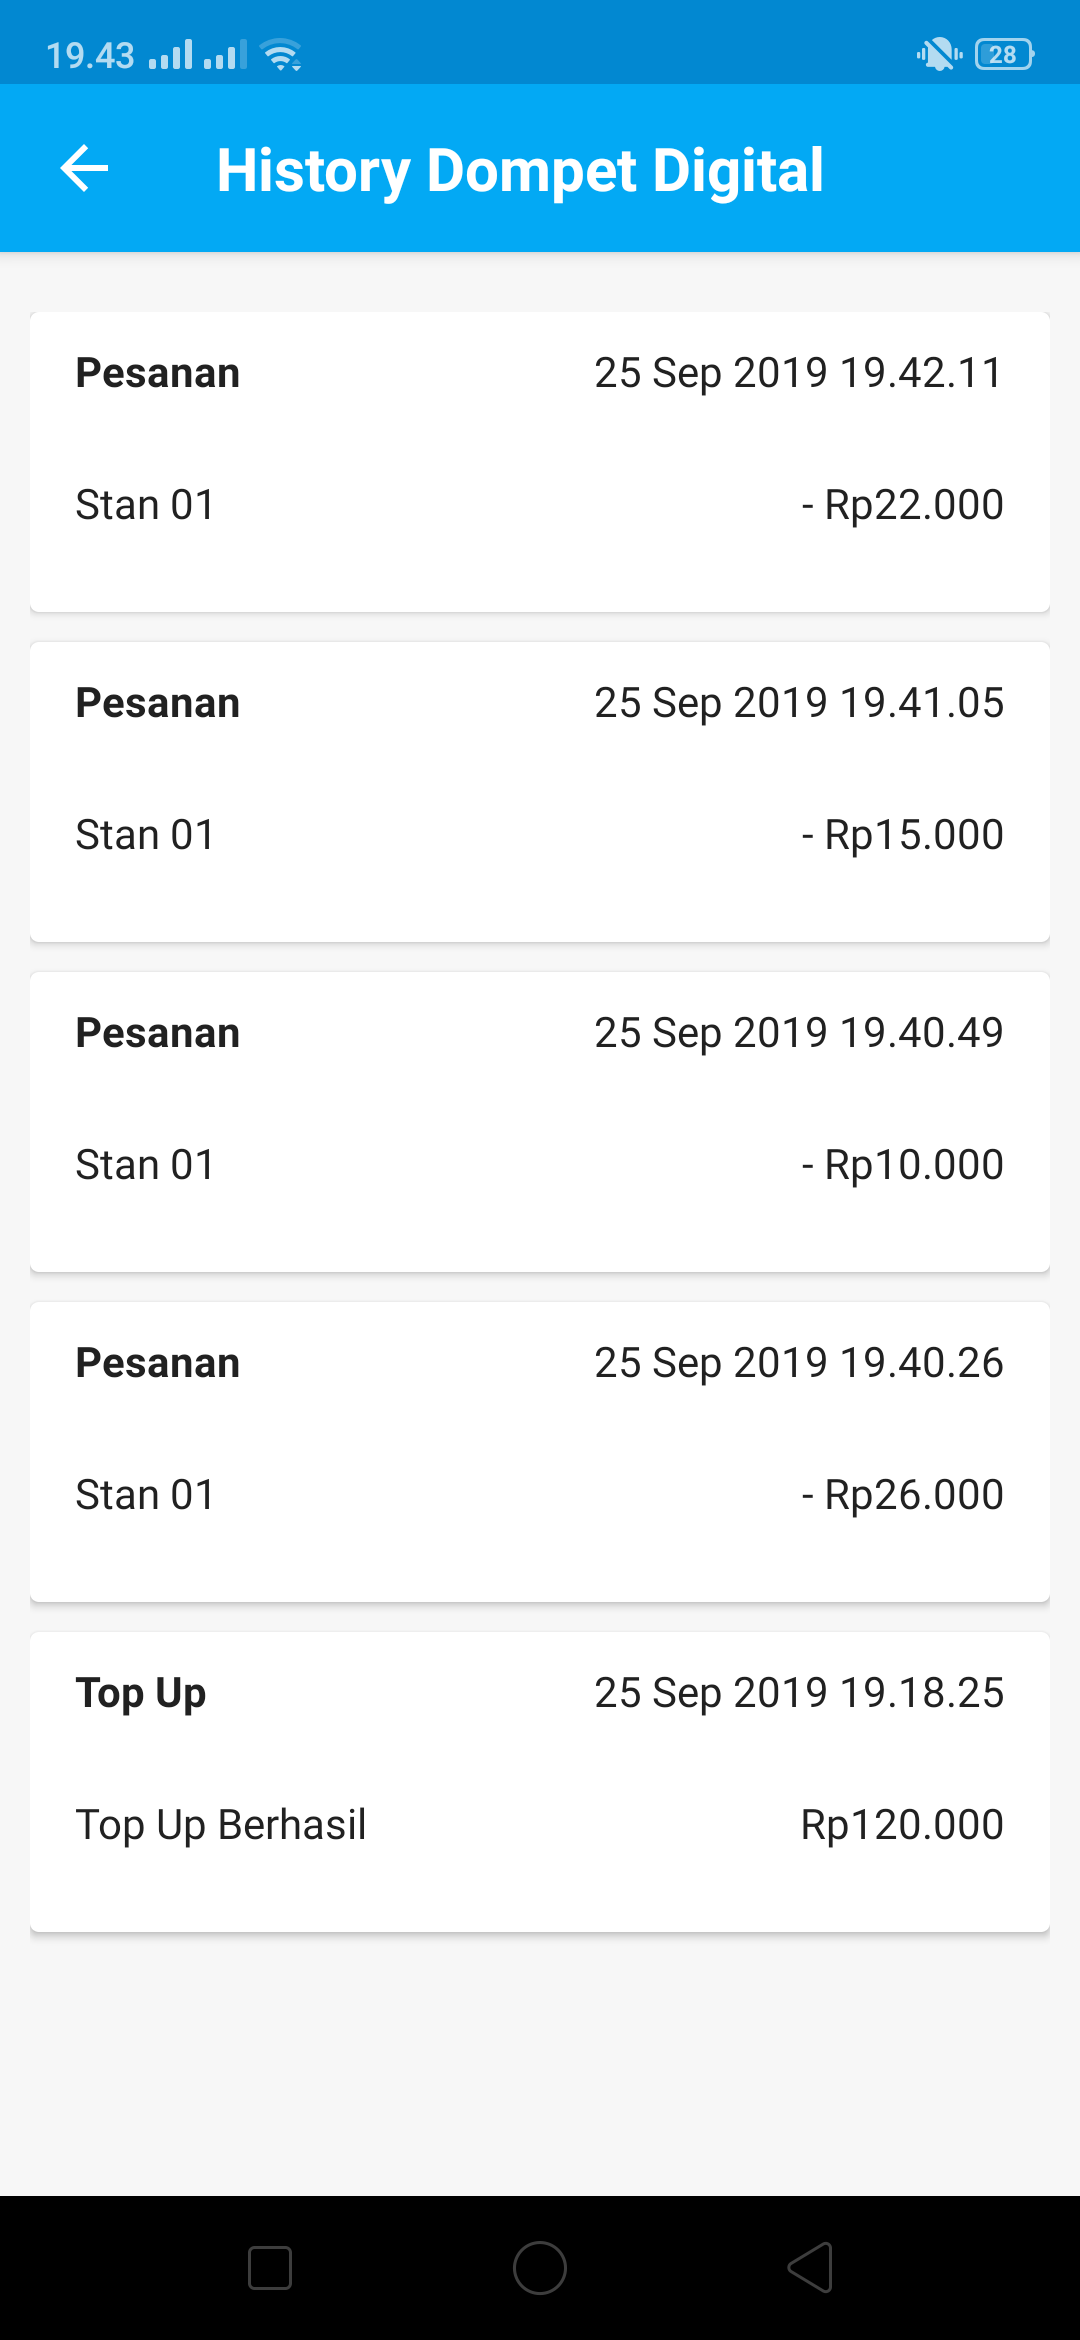 19.43 28
History Dompet Digital
Pesanan 25 Sep 2019 19.42.11
Stan 01 - Rp22.000
Pesanan 25 Sep 2019 19.41.05
Stan 01 - Rp15.000
Pesanan 25 Sep 2019 19.40.49
Stan 01 - Rp10.000
Pesanan 25 Sep 2019 19.40.26
Stan 01 - Rp26.000
Top Up 25 Sep 2019 19.18.25
Top Up Berhasil Rp120.000